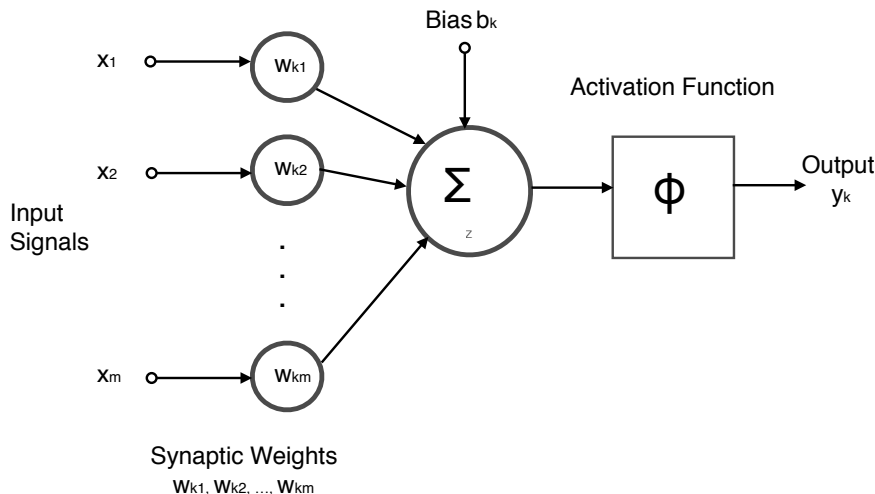 Bias bk
x1
wk1
Activation Function
x2
wk2
Σ
z
ϕ
Output
yk
Input
Signals
.
.
.
xm
wkm
Synaptic Weights
wk1, wk2, ..., wkm